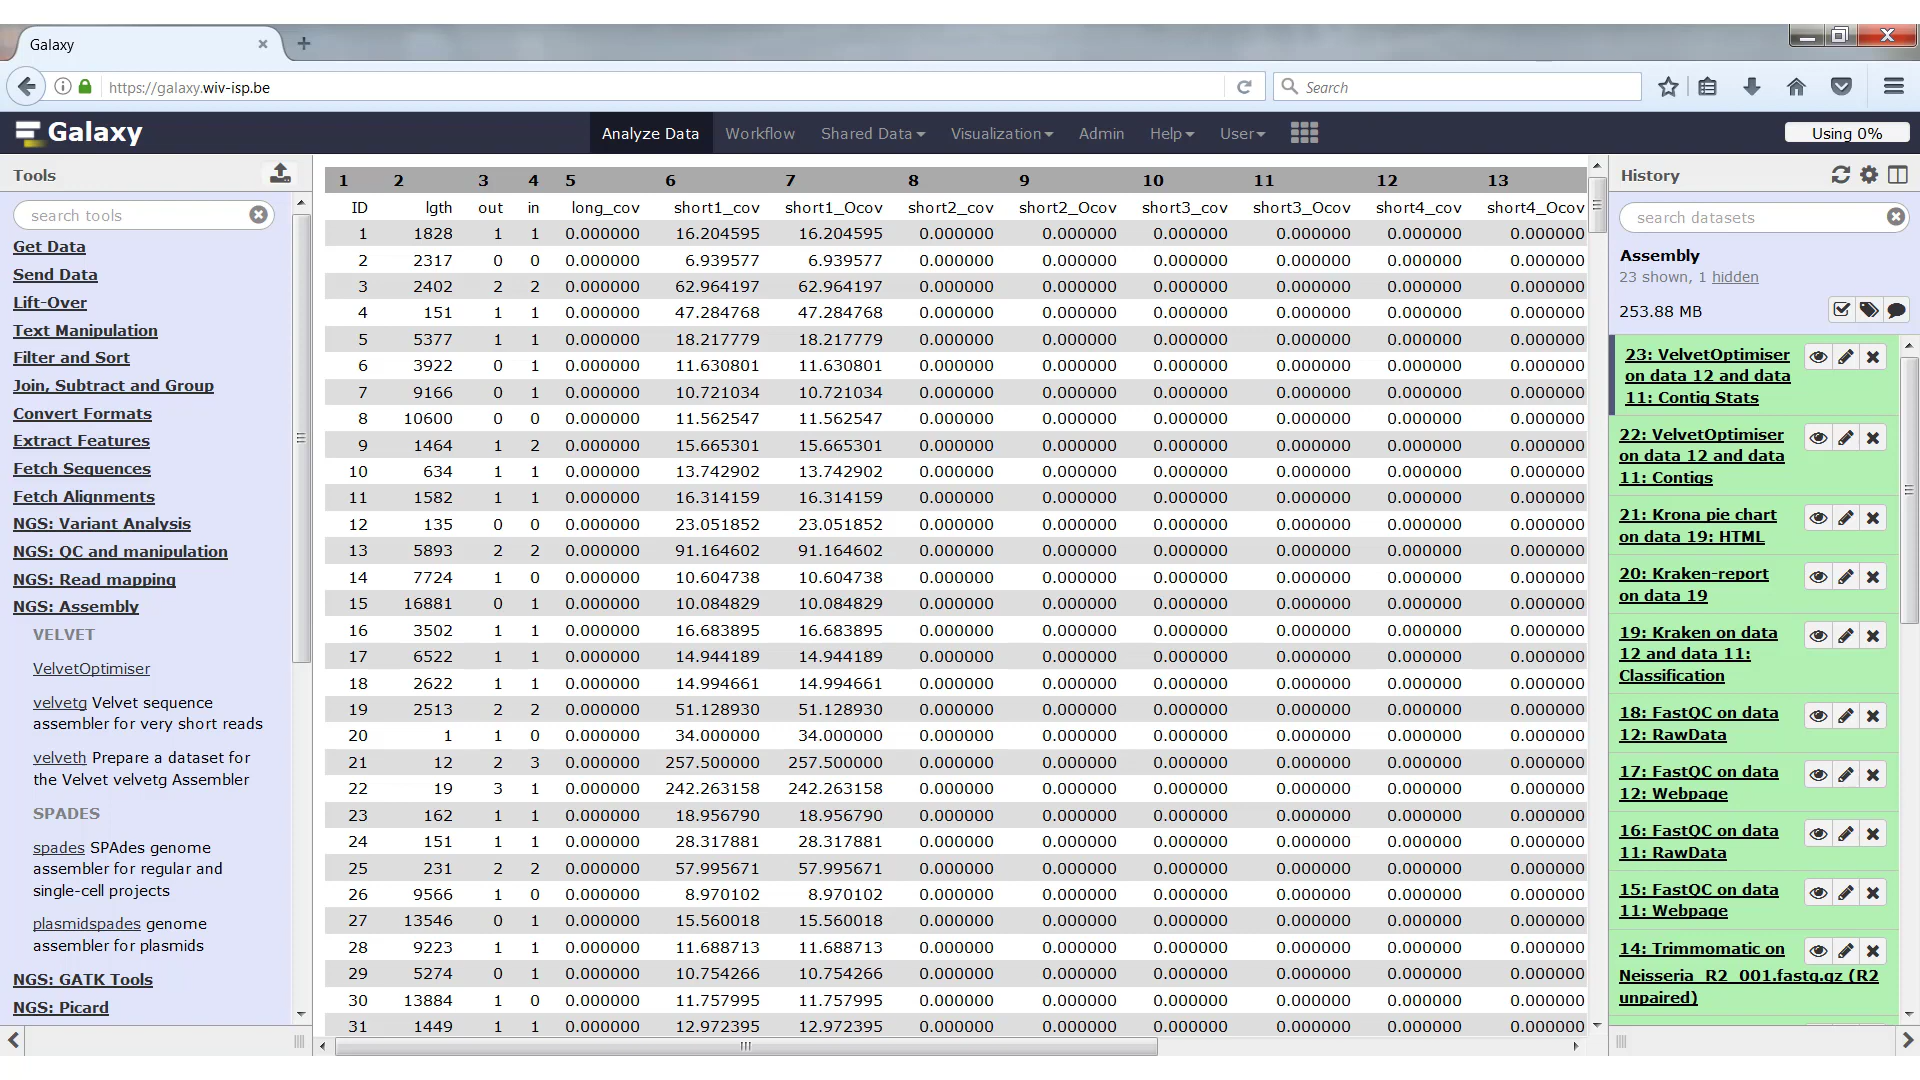 Galaxy
https://galaxy.wiv-isp.be
Search
Galaxy
Analyze Data Workflow Shared Data Visualization Admin Help User
Using 0%
Tools
search tools
Get Data
Send Data
Lift-Over
Text Manipulation
Filter and Sort
Join, Subtract and Group
Convert Formats
Extract Features
Fetch Sequences
Fetch Alignments
NGS: Variant Analysis
NGS: QC and manipulation
NGS: Read mapping
NGS: Assembly
VELVET
VelvetOptimiser
velvetg Velvet sequence
assembler for very short reads
velveth Prepare a dataset for
the Velvet velvetg Assembler
SPADES
spades SPAdes genome
assembler for regular and
single-cell projects
plasmidspades genome
assembler for plasmids
NGS: GATK Tools
NGS: Picard
1 2 3 4 5 6 7 8 9 10 11 12 13
ID lgth out in long_cov short1_cov short1_Ocov short2_cov short2_Ocov short3_cov short3_Ocov short4_cov short4_Ocov
1 1828 1 1 0.000000 16.204595 16.204595 0.000000 0.000000 0.000000 0.000000 0.000000 0.000000
2 2317 0 0 0.000000 6.939577 6.939577 0.000000 0.000000 0.000000 0.000000 0.000000 0.000000
3 2402 2 2 0.000000 62.964197 62.964197 0.000000 0.000000 0.000000 0.000000 0.000000 0.000000
4 151 1 1 0.000000 47.284768 47.284768 0.000000 0.000000 0.000000 0.000000 0.000000 0.000000
5 5377 1 1 0.000000 18.217779 18.217779 0.000000 0.000000 0.000000 0.000000 0.000000 0.000000
6 3922 0 1 0.000000 11.630801 11.630801 0.000000 0.000000 0.000000 0.000000 0.000000 0.000000
7 9166 0 1 0.000000 10.721034 10.721034 0.000000 0.000000 0.000000 0.000000 0.000000 0.000000
8 10600 0 0 0.000000 11.562547 11.562547 0.000000 0.000000 0.000000 0.000000 0.000000 0.000000
9 1464 1 2 0.000000 15.665301 15.665301 0.000000 0.000000 0.000000 0.000000 0.000000 0.000000
10 634 1 1 0.000000 13.742902 13.742902 0.000000 0.000000 0.000000 0.000000 0.000000 0.000000
11 1582 1 1 0.000000 16.314159 16.314159 0.000000 0.000000 0.000000 0.000000 0.000000 0.000000
12 135 0 0 0.000000 23.051852 23.051852 0.000000 0.000000 0.000000 0.000000 0.000000 0.000000
13 5893 2 2 0.000000 91.164602 91.164602 0.000000 0.000000 0.000000 0.000000 0.000000 0.000000
14 7724 1 0 0.000000 10.604738 10.604738 0.000000 0.000000 0.000000 0.000000 0.000000 0.000000
15 16881 0 1 0.000000 10.084829 10.084829 0.000000 0.000000 0.000000 0.000000 0.000000 0.000000
16 3502 1 1 0.000000 16.683895 16.683895 0.000000 0.000000 0.000000 0.000000 0.000000 0.000000
17 6522 1 1 0.000000 14.944189 14.944189 0.000000 0.000000 0.000000 0.000000 0.000000 0.000000
18 2622 1 1 0.000000 14.994661 14.994661 0.000000 0.000000 0.000000 0.000000 0.000000 0.000000
19 2513 2 2 0.000000 51.128930 51.128930 0.000000 0.000000 0.000000 0.000000 0.000000 0.000000
20 1 1 0 0.000000 34.000000 34.000000 0.000000 0.000000 0.000000 0.000000 0.000000 0.000000
21 12 2 3 0.000000 257.500000 257.500000 0.000000 0.000000 0.000000 0.000000 0.000000 0.000000
22 19 3 1 0.000000 242.263158 242.263158 0.000000 0.000000 0.000000 0.000000 0.000000 0.000000
23 162 1 1 0.000000 18.956790 18.956790 0.000000 0.000000 0.000000 0.000000 0.000000 0.000000
24 151 1 1 0.000000 28.317881 28.317881 0.000000 0.000000 0.000000 0.000000 0.000000 0.000000
25 231 2 2 0.000000 57.995671 57.995671 0.000000 0.000000 0.000000 0.000000 0.000000 0.000000
26 9566 1 0 0.000000 8.970102 8.970102 0.000000 0.000000 0.000000 0.000000 0.000000 0.000000
27 13546 0 1 0.000000 15.560018 15.560018 0.000000 0.000000 0.000000 0.000000 0.000000 0.000000
28 9223 1 1 0.000000 11.688713 11.688713 0.000000 0.000000 0.000000 0.000000 0.000000 0.000000
29 5274 0 1 0.000000 10.754266 10.754266 0.000000 0.000000 0.000000 0.000000 0.000000 0.000000
30 13884 1 0 0.000000 11.757995 11.757995 0.000000 0.000000 0.000000 0.000000 0.000000 0.000000
31 1449 1 1 0.000000 12.972395 12.972395 0.000000 0.000000 0.000000 0.000000 0.000000 0.000000
History
search datasets
Assembly
23 shown, 1 hidden
253.88 MB
23: VelvetOptimiser
on data 12 and data
11: Contig Stats
22: VelvetOptimiser
on data 12 and data
11: Contigs
21: Krona pie chart
on data 19: HTML
20: Kraken-report
on data 19
19: Kraken on data
12 and data 11:
Classification
18: FastQC on data
12: RawData
17: FastQC on data
12: Webpage
16: FastQC on data
11: RawData
15: FastQC on data
11: Webpage
14: Trimmomatic on
Neisseria_R2_001.fastq.gz (R2
unpaired)